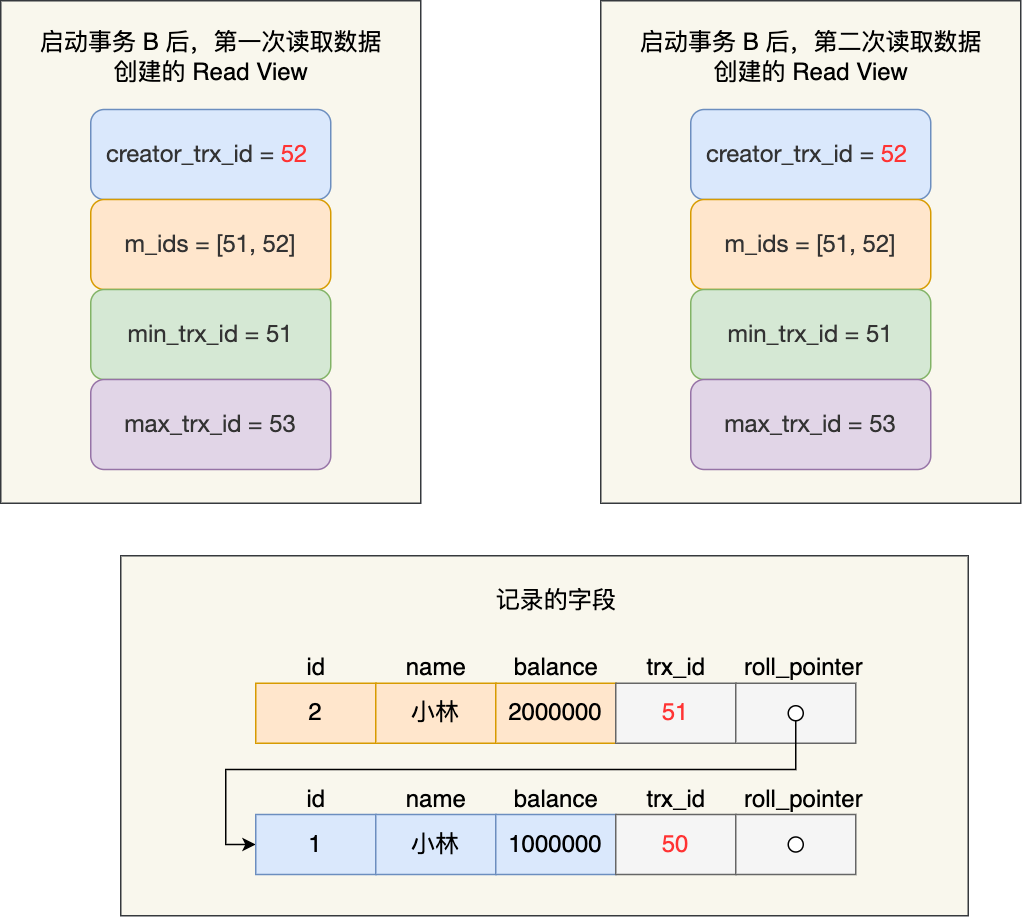 启动事务 B 后，第一次读取数据
创建的 Read View
creator_trx_id = 52
m_ids = [51, 52]
min_trx_id = 51
max_trx_id = 53
启动事务 B 后，第二次读取数据
创建的 Read View
creator_trx_id = 52
m_ids = [51, 52]
min_trx_id = 51
max_trx_id = 53
记录的字段
id name balance trx_id roll_pointer
2 小林 2000000 51
id name balance trx_id roll_pointer
1 小林 1000000 50